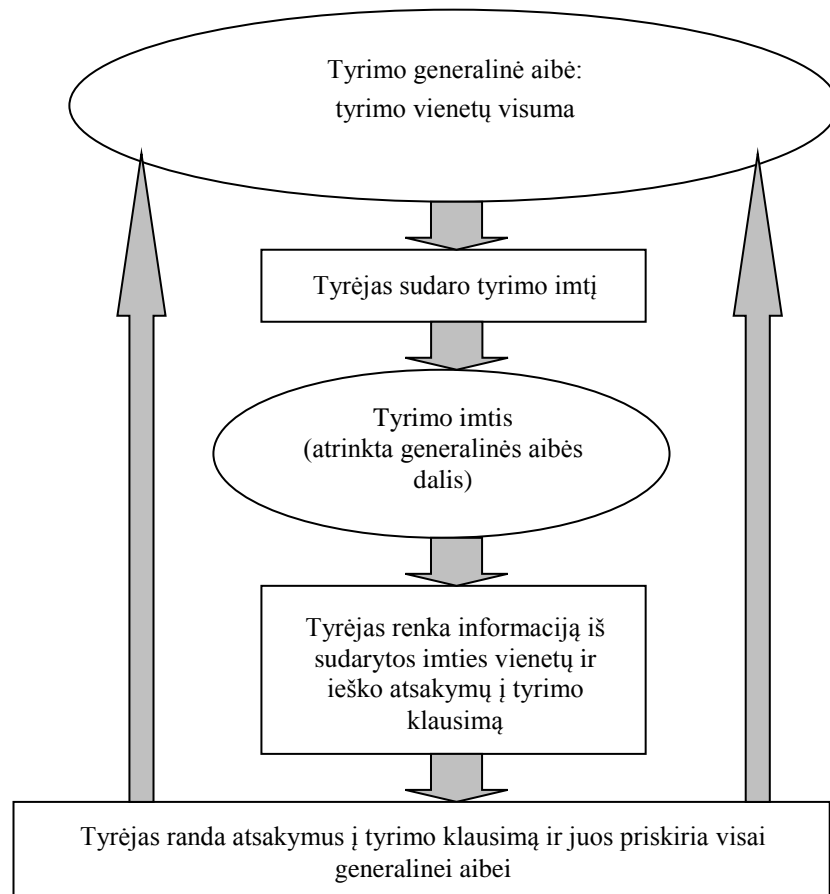 Tyrimo generalinė aibė:
tyrimo vienetų visuma
Tyrėjas sudaro tyrimo imtį
Tyrimo imtis
(atrinkta generalinės aibės
dalis)
Tyrėjas renka informaciją iš
sudarytos imties vienetų ir
ieško atsakymų į tyrimo
klausimą
Tyrėjas randa atsakymus į tyrimo klausimą ir juos priskiria visai
generalinei aibei